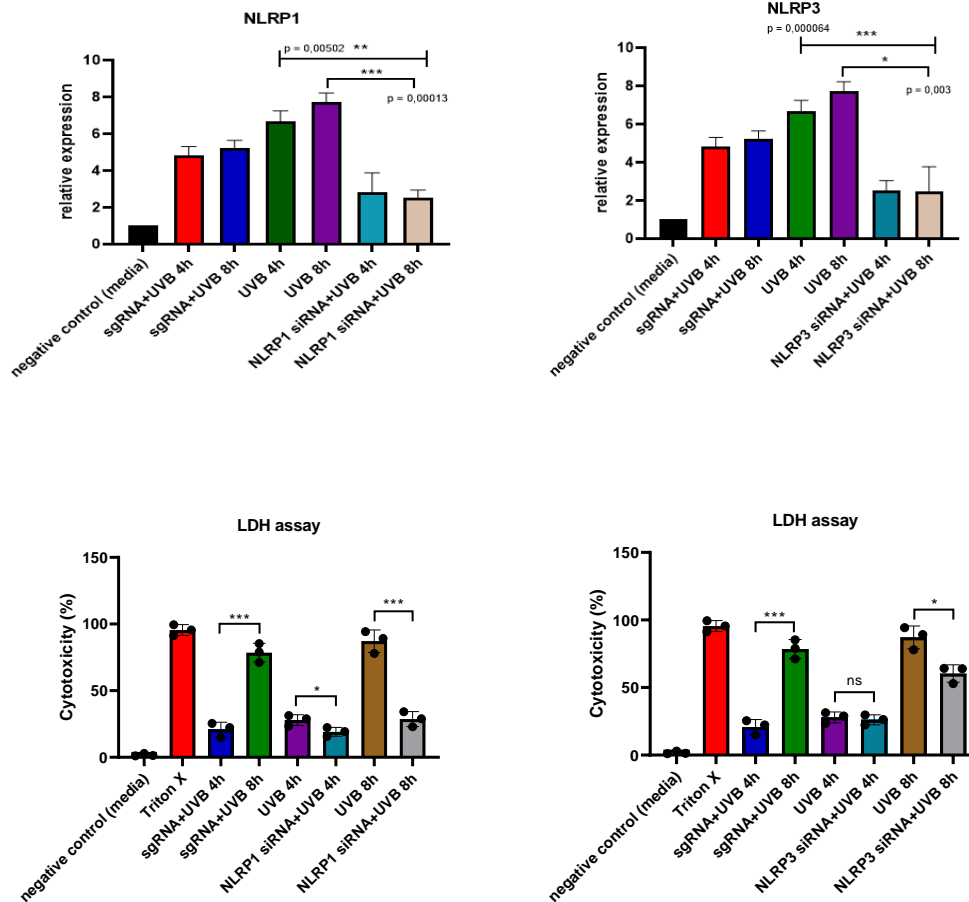 NLRP1
p = 0,00502 **
***
p = 0,00013
relative expression
10
8
6
4
2
0
negative control (media)
sgRNA+UVB 4h
sgRNA+UVB 8h
UVB 4h
UVB 8h
NLRP1 siRNA+UVB 4h
NLRP1 siRNA+UVB 8h
NLRP3
p = 0,000064
***
*
p = 0,003
relative expression
10
8
6
4
2
0
negative control (media)
sgRNA+UVB 4h
sgRNA+UVB 8h
UVB 4h
UVB 8h
NLRP3 siRNA+UVB 4h
NLRP3 siRNA+UVB 8h
LDH assay
Cytotoxicity (%)
150
100
50
0
***
*
***
negative control (media)
Triton X
sgRNA+UVB 4h
sgRNA+UVB 8h
UVB 4h
NLRP1 siRNA+UVB 4h
UVB 8h
NLRP1 siRNA+UVB 8h
LDH assay
Cytotoxicity (%)
150
100
50
0
***
ns
*
negative control (media)
Triton X
sgRNA+UVB 4h
sgRNA+UVB 8h
UVB 4h
NLRP3 siRNA+UVB 4h
UVB 8h
NLRP3 siRNA+UVB 8h